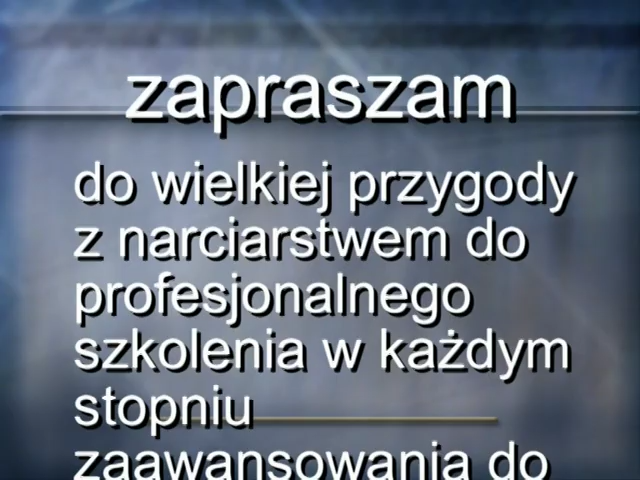 zapraszam
do wielkiej przygody
z narciarstwem do
profesjonalnego
szkolenia w każdym
stopniu
zaawansowania do